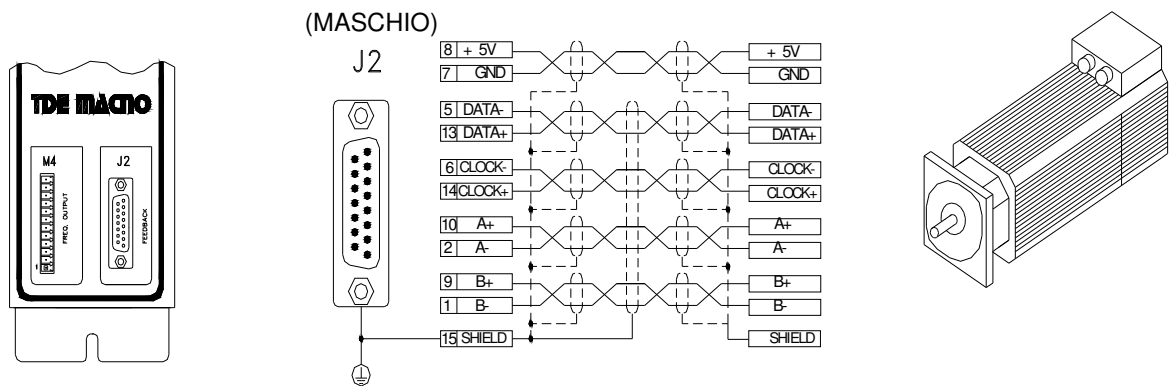 TDE MACNO
M4
J2
FREQ. OUTPUT
FEEDBACK
1
(MASCHIO)
J2
8 + 5V
7 GND
5 DATA-
13 DATA+
6 CLOCK-
14 CLOCK+
10 A+
2 A-
9 B+
1 B-
15 SHIELD
+ 5V
GND
DATA-
DATA+
CLOCK-
CLOCK+
A+
A-
B+
B-
SHIELD